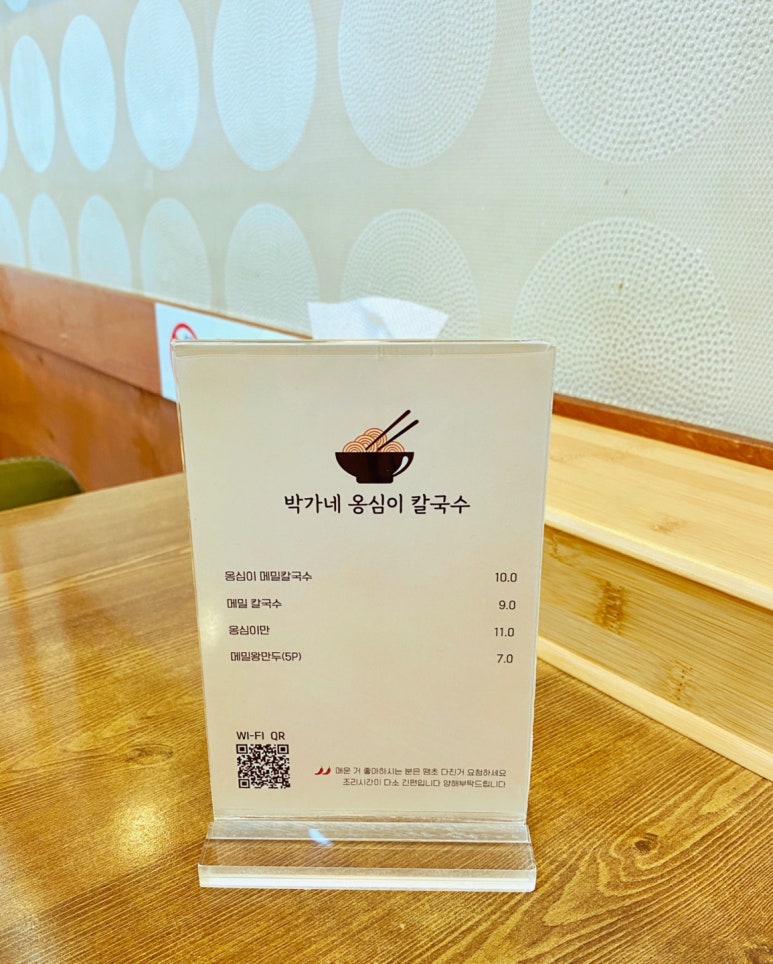 박가네 옹심이 칼국수
옹심이 메밀칼국수 10.0
메밀 칼국수 9.0
옹심이만 11.0
메밀왕만두(5P) 7.0
WI-FI QR
매운 거 좋아하시는 분은 땡초 다진거 요청하세요
조리시간이 다소 긴편입니다 양해부탁드립니다